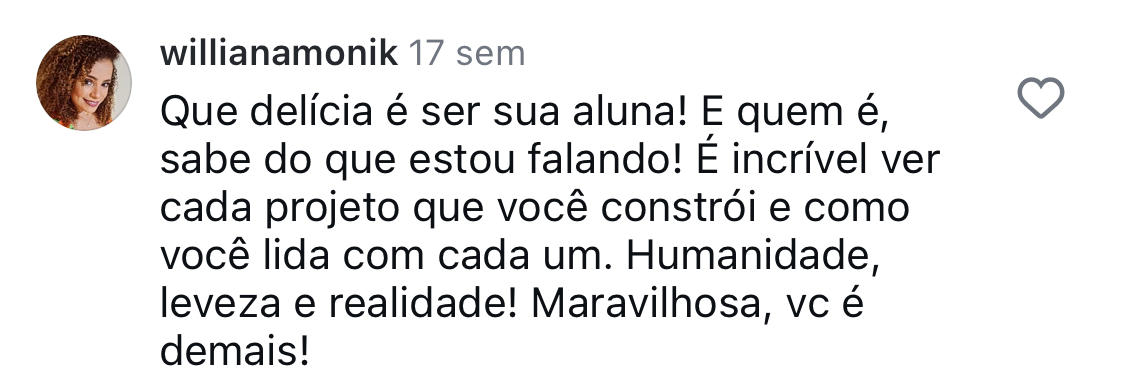 willianamonik 17 sem
Que delícia é ser sua aluna! E quem é,
sabe do que estou falando! É incrível ver
cada projeto que você constrói e como
você lida com cada um. Humanidade,
leveza e realidade! Maravilhosa, vc é
demais!